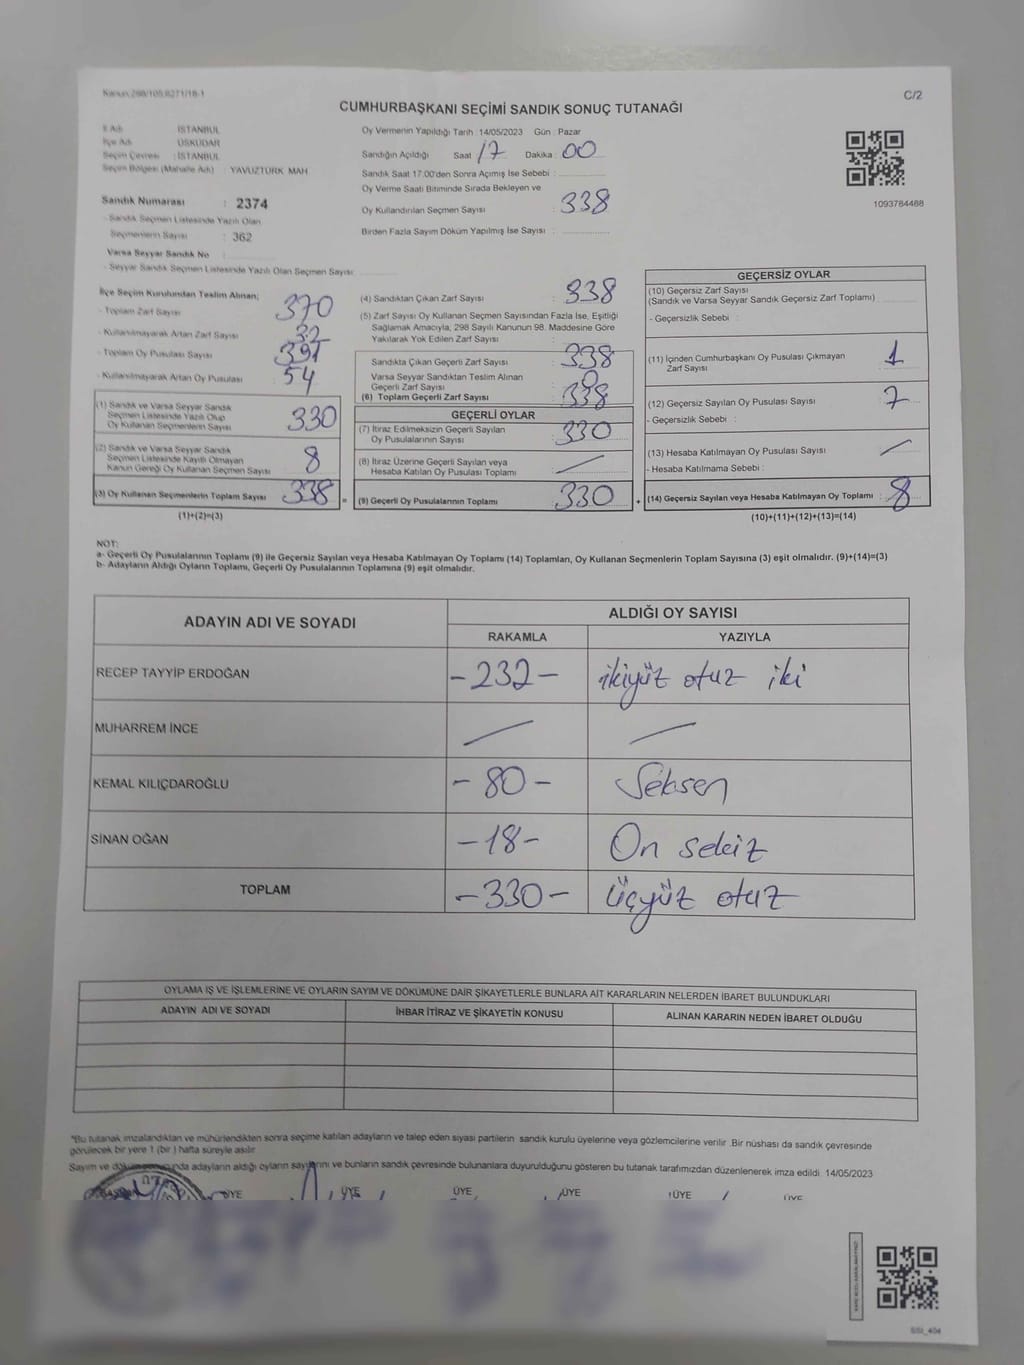 Kanun:298/105,6271/18-1
C/2
CUMHURBAŞKANI SEÇİMİ SANDIK SONUÇ TUTANAĞI
İl Adı : İSTANBUL
İlçe Adı : ÜSKÜDAR
Seçim Çevresi : İSTANBUL
Seçim Bölgesi (Mahalle Adı) : YAVUZTÜRK MAH
Sandık Numarası : 2374
- Sandık Seçmen Listesinde Yazılı Olan
Seçmenlerin Sayısı : 362
Varsa Seyyar Sandık No :
- Seyyar Sandık Seçmen Listesinde Yazılı Olan Seçmen Sayısı :
Oy Vermenin Yapıldığı Tarih : 14/05/2023 Gün : Pazar
Sandığın Açıldığı Saat : 17 Dakika : 00
Sandık Saat 17.00'den Sonra Açımış İse Sebebi :
Oy Verme Saati Bitiminde Sırada Bekleyen ve
Oy Kullandırılan Seçmen Sayısı : 338
Birden Fazla Sayım Döküm Yapılmış İse Sayısı :
1093784488
İlçe Seçim Kurulundan Teslim Alınan;
- Toplam Zarf Sayısı : 370
- Kullanılmayarak Artan Zarf Sayısı : 32
- Toplam Oy Pusulası Sayısı :
- Kullanılmayarak Artan Oy Pusulası : 54
(1) Sandık ve Varsa Seyyar Sandık
Seçmen Listesinde Yazılı Olup
Oy Kullanan Seçmenlerin Sayısı : 330
(2) Sandık ve Varsa Seyyar Sandık
Seçmen Listesinde Kayıtlı Olmayan
Kanun Gereği Oy Kullanan Seçmen Sayısı : 8
(3) Oy Kullanan Seçmenlerin Toplam Sayısı : 338 =
(1)+(2)=(3)
(4) Sandıktan Çıkan Zarf Sayısı : 338
(5) Zarf Sayısı Oy Kullanan Seçmen Sayısından Fazla İse, Eşitliği
Sağlamak Amacıyla, 298 Sayılı Kanunun 98. Maddesine Göre
Yakılarak Yok Edilen Zarf Sayısı :
Sandıkta Çıkan Geçerli Zarf Sayısı : 338
Varsa Seyyar Sandıktan Teslim Alınan
Geçerli Zarf Sayısı : 0
(6) Toplam Geçerli Zarf Sayısı : 338
GEÇERLİ OYLAR
(7) İtiraz Edilmeksizin Geçerli Sayılan
Oy Pusulalarının Sayısı : 330
(8) İtiraz Üzerine Geçerli Sayılan veya
Hesaba Katılan Oy Pusulası Toplamı : —
(9) Geçerli Oy Pusulalarının Toplamı : 330 +
GEÇERSİZ OYLAR
(10) Geçersiz Zarf Sayısı
(Sandık ve Varsa Seyyar Sandık Geçersiz Zarf Toplamı) :
- Geçersizlik Sebebi :
(11) İçinden Cumhurbaşkanı Oy Pusulası Çıkmayan
Zarf Sayısı : 1
(12) Geçersiz Sayılan Oy Pusulası Sayısı : 7
- Geçersizlik Sebebi :
(13) Hesaba Katılmayan Oy Pusulası Sayısı : —
- Hesaba Katılmama Sebebi :
(14) Geçersiz Sayılan veya Hesaba Katılmayan Oy Toplamı : 8
(10)+(11)+(12)+(13)=(14)
NOT:
a- Geçerli Oy Pusulalarının Toplamı (9) ile Geçersiz Sayılan veya Hesaba Katılmayan Oy Toplamı (14) Toplamları, Oy Kullanan Seçmenlerin Toplam Sayısına (3) eşit olmalıdır. (9)+(14)=(3)
b- Adayların Aldığı Oyların Toplamı, Geçerli Oy Pusulalarının Toplamına (9) eşit olmalıdır.
ADAYIN ADI VE SOYADI
ALDIĞI OY SAYISI
RAKAMLA YAZIYLA
RECEP TAYYİP ERDOĞAN -232- ikiyüz otuz iki
MUHARREM İNCE — —
KEMAL KILIÇDAROĞLU -80- Seksen
SİNAN OĞAN -18- On sekiz
TOPLAM -330- üçyüz otuz
OYLAMA İŞ VE İŞLEMLERİNE VE OYLARIN SAYIM VE DÖKÜMÜNE DAİR ŞİKAYETLERLE BUNLARA AİT KARARLARIN NELERDEN İBARET BULUNDUKLARI
ADAYIN ADI VE SOYADI İHBAR İTİRAZ VE ŞİKAYETİN KONUSU ALINAN KARARIN NEDEN İBARET OLDUĞU
*Bu tutanak imzalandıktan ve mühürlendikten sonra seçime katılan adayların ve talep eden siyasi partilerin sandık kurulu üyelerine veya gözlemcilerine verilir .Bir nüshası da sandık çevresinde
görülecek bir yere 1 (bir ) hafta süreyle asılır.
Sayım ve döküm sonucunda adayların aldığı oyların sayılarını ve bunların sandık çevresinde bulunanlara duyurulduğunu gösteren bu tutanak tarafımızdan düzenlenerek imza edildi. 14/05/2023
BAŞKAN ÜYE ÜYE ÜYE ÜYE ÜYE ÜYE